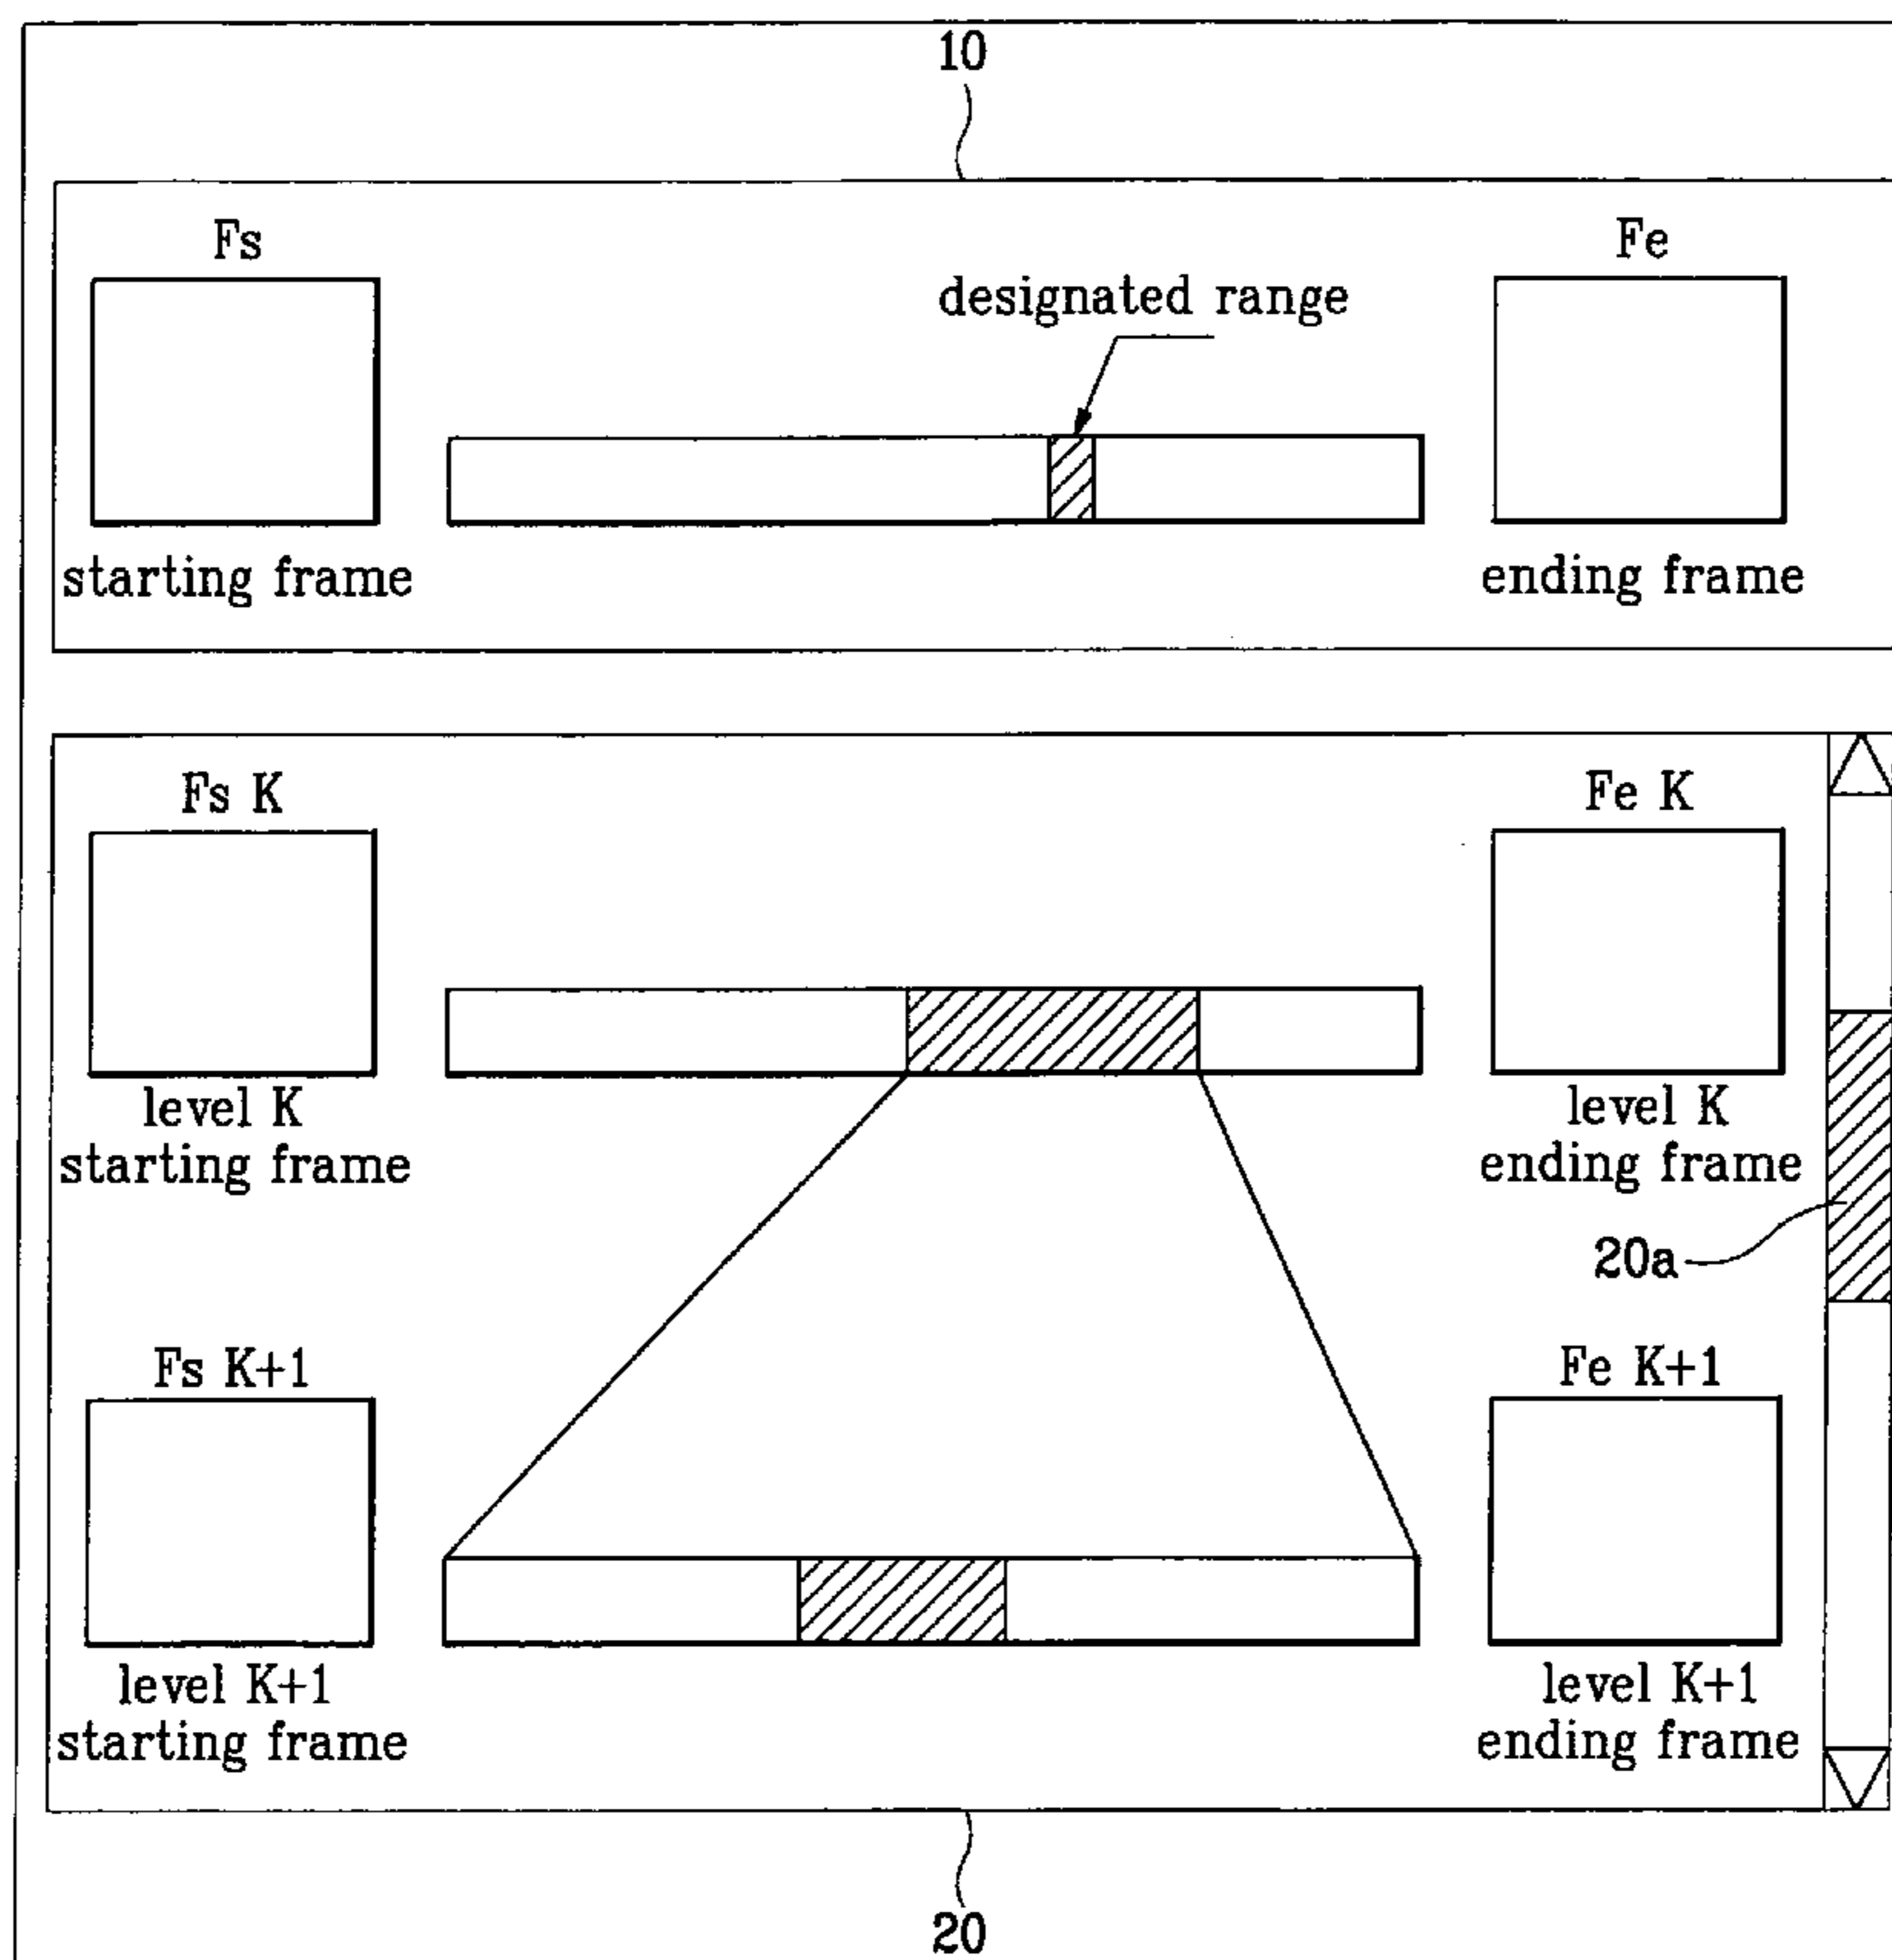 10
Fs
Fe
designated range
starting frame
ending frame
Fs K
Fe K
level K
starting frame
level K
ending frame
20a
Fs K+1
Fe K+1
level K+1
starting frame
level K+1
ending frame
20